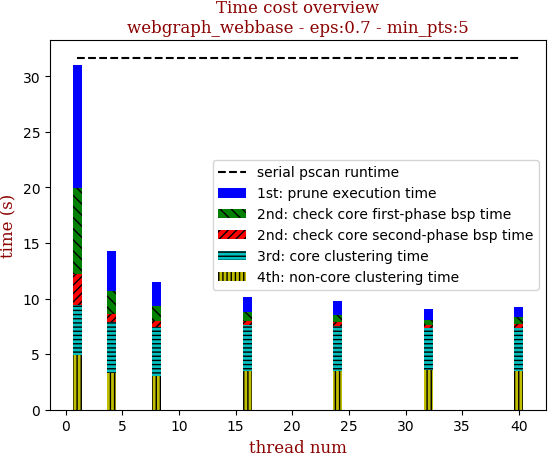 Time cost overview
webgraph_webbase - eps:0.7 - min_pts:5
time (s)
30
25
20
15
10
5
0
serial pscan runtime
1st: prune execution time
2nd: check core first-phase bsp time
2nd: check core second-phase bsp time
3rd: core clustering time
4th: non-core clustering time
0 5 10 15 20 25 30 35 40
thread num